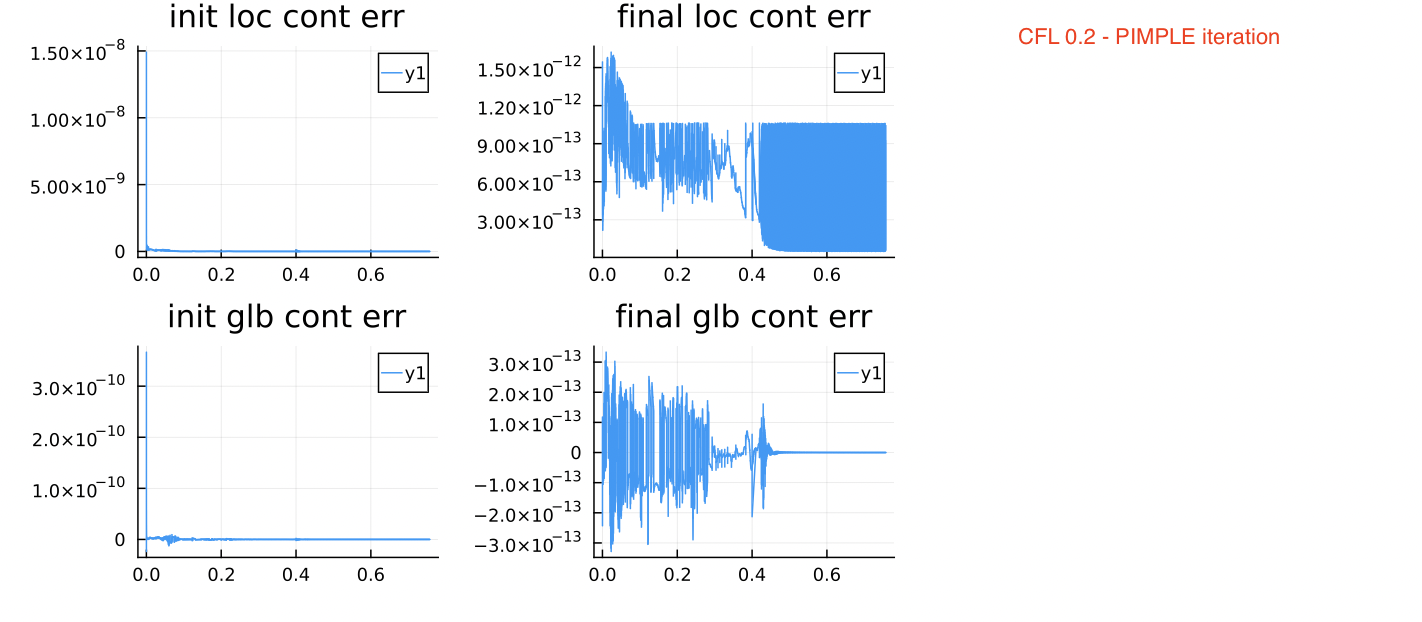 init loc cont err
final loc cont err
CFL 0.2 - PIMPLE iteration
1.50×10⁻⁸
1.00×10⁻⁸
5.00×10⁻⁹
0
0.0 0.2 0.4 0.6
y1
1.50×10⁻¹²
1.20×10⁻¹²
9.00×10⁻¹³
6.00×10⁻¹³
3.00×10⁻¹³
0.0 0.2 0.4 0.6
y1
init glb cont err
final glb cont err
3.0×10⁻¹⁰
2.0×10⁻¹⁰
1.0×10⁻¹⁰
0
0.0 0.2 0.4 0.6
y1
3.0×10⁻¹³
2.0×10⁻¹³
1.0×10⁻¹³
0
−1.0×10⁻¹³
−2.0×10⁻¹³
−3.0×10⁻¹³
0.0 0.2 0.4 0.6
y1